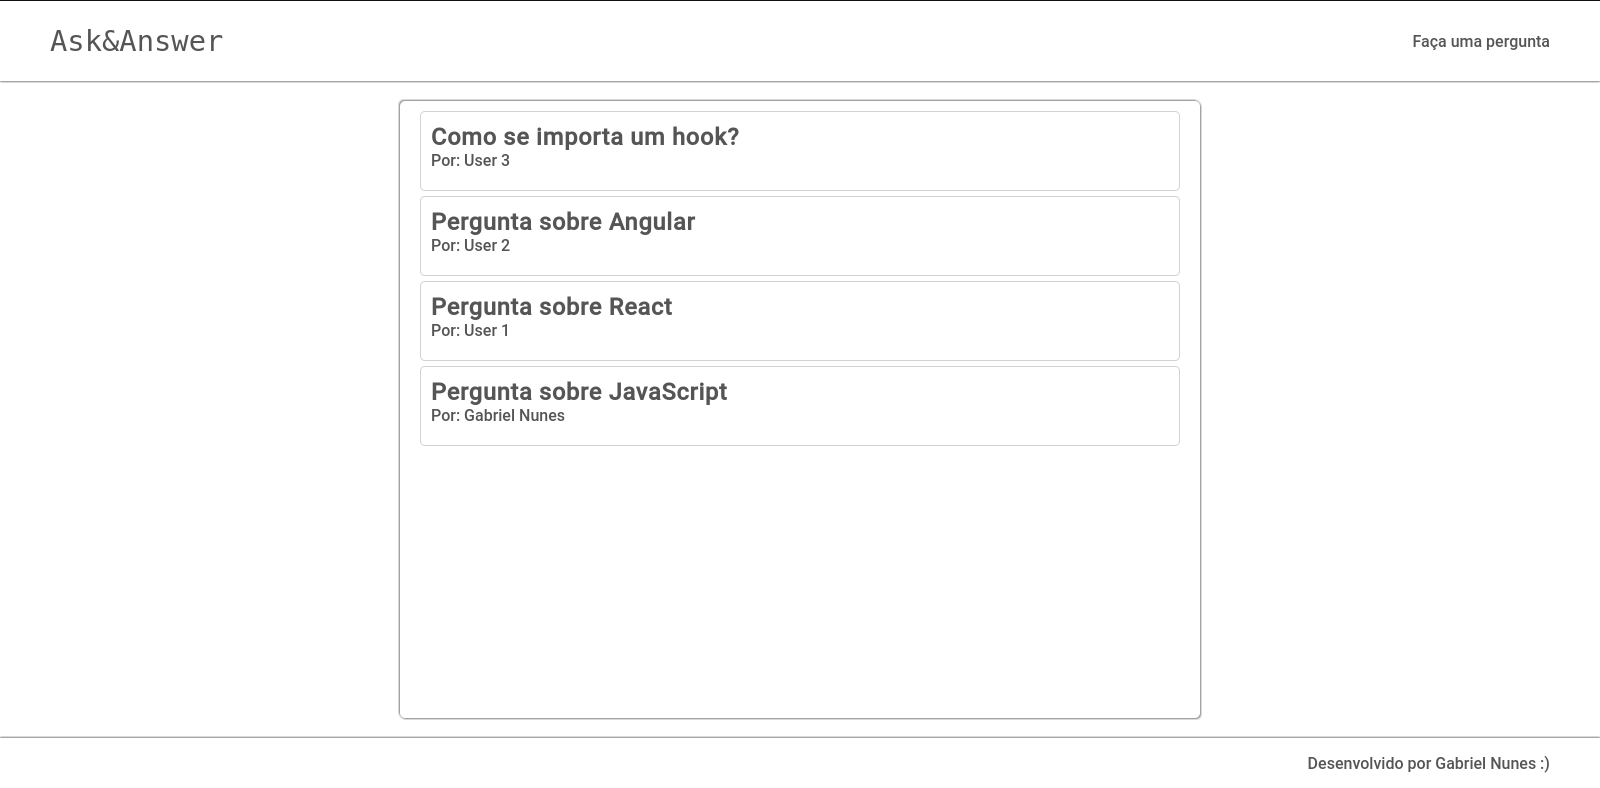 Ask&Answer
Faça uma pergunta
Como se importa um hook?
Por: User 3
Pergunta sobre Angular
Por: User 2
Pergunta sobre React
Por: User 1
Pergunta sobre JavaScript
Por: Gabriel Nunes
Desenvolvido por Gabriel Nunes :)